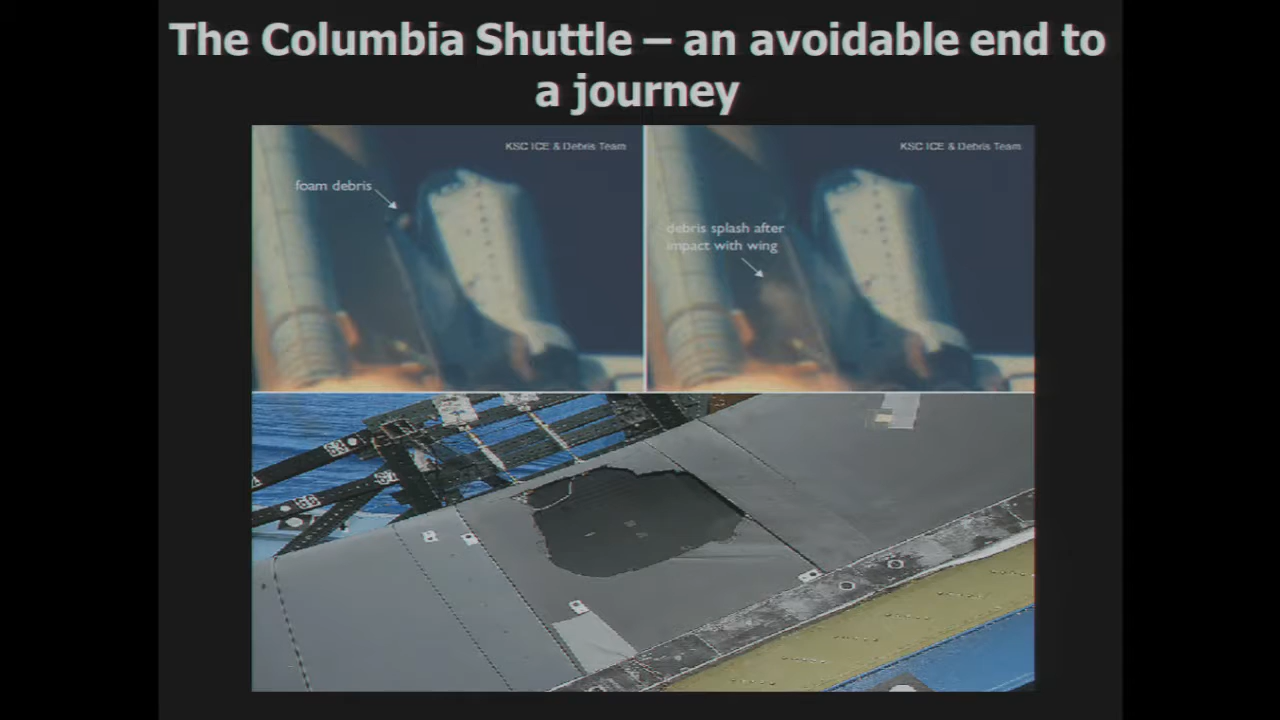 The Columbia Shuttle – an avoidable end to
a journey
KSC ICE & Debris Team
foam debris
KSC ICE & Debris Team
debris splash after
impact with wing